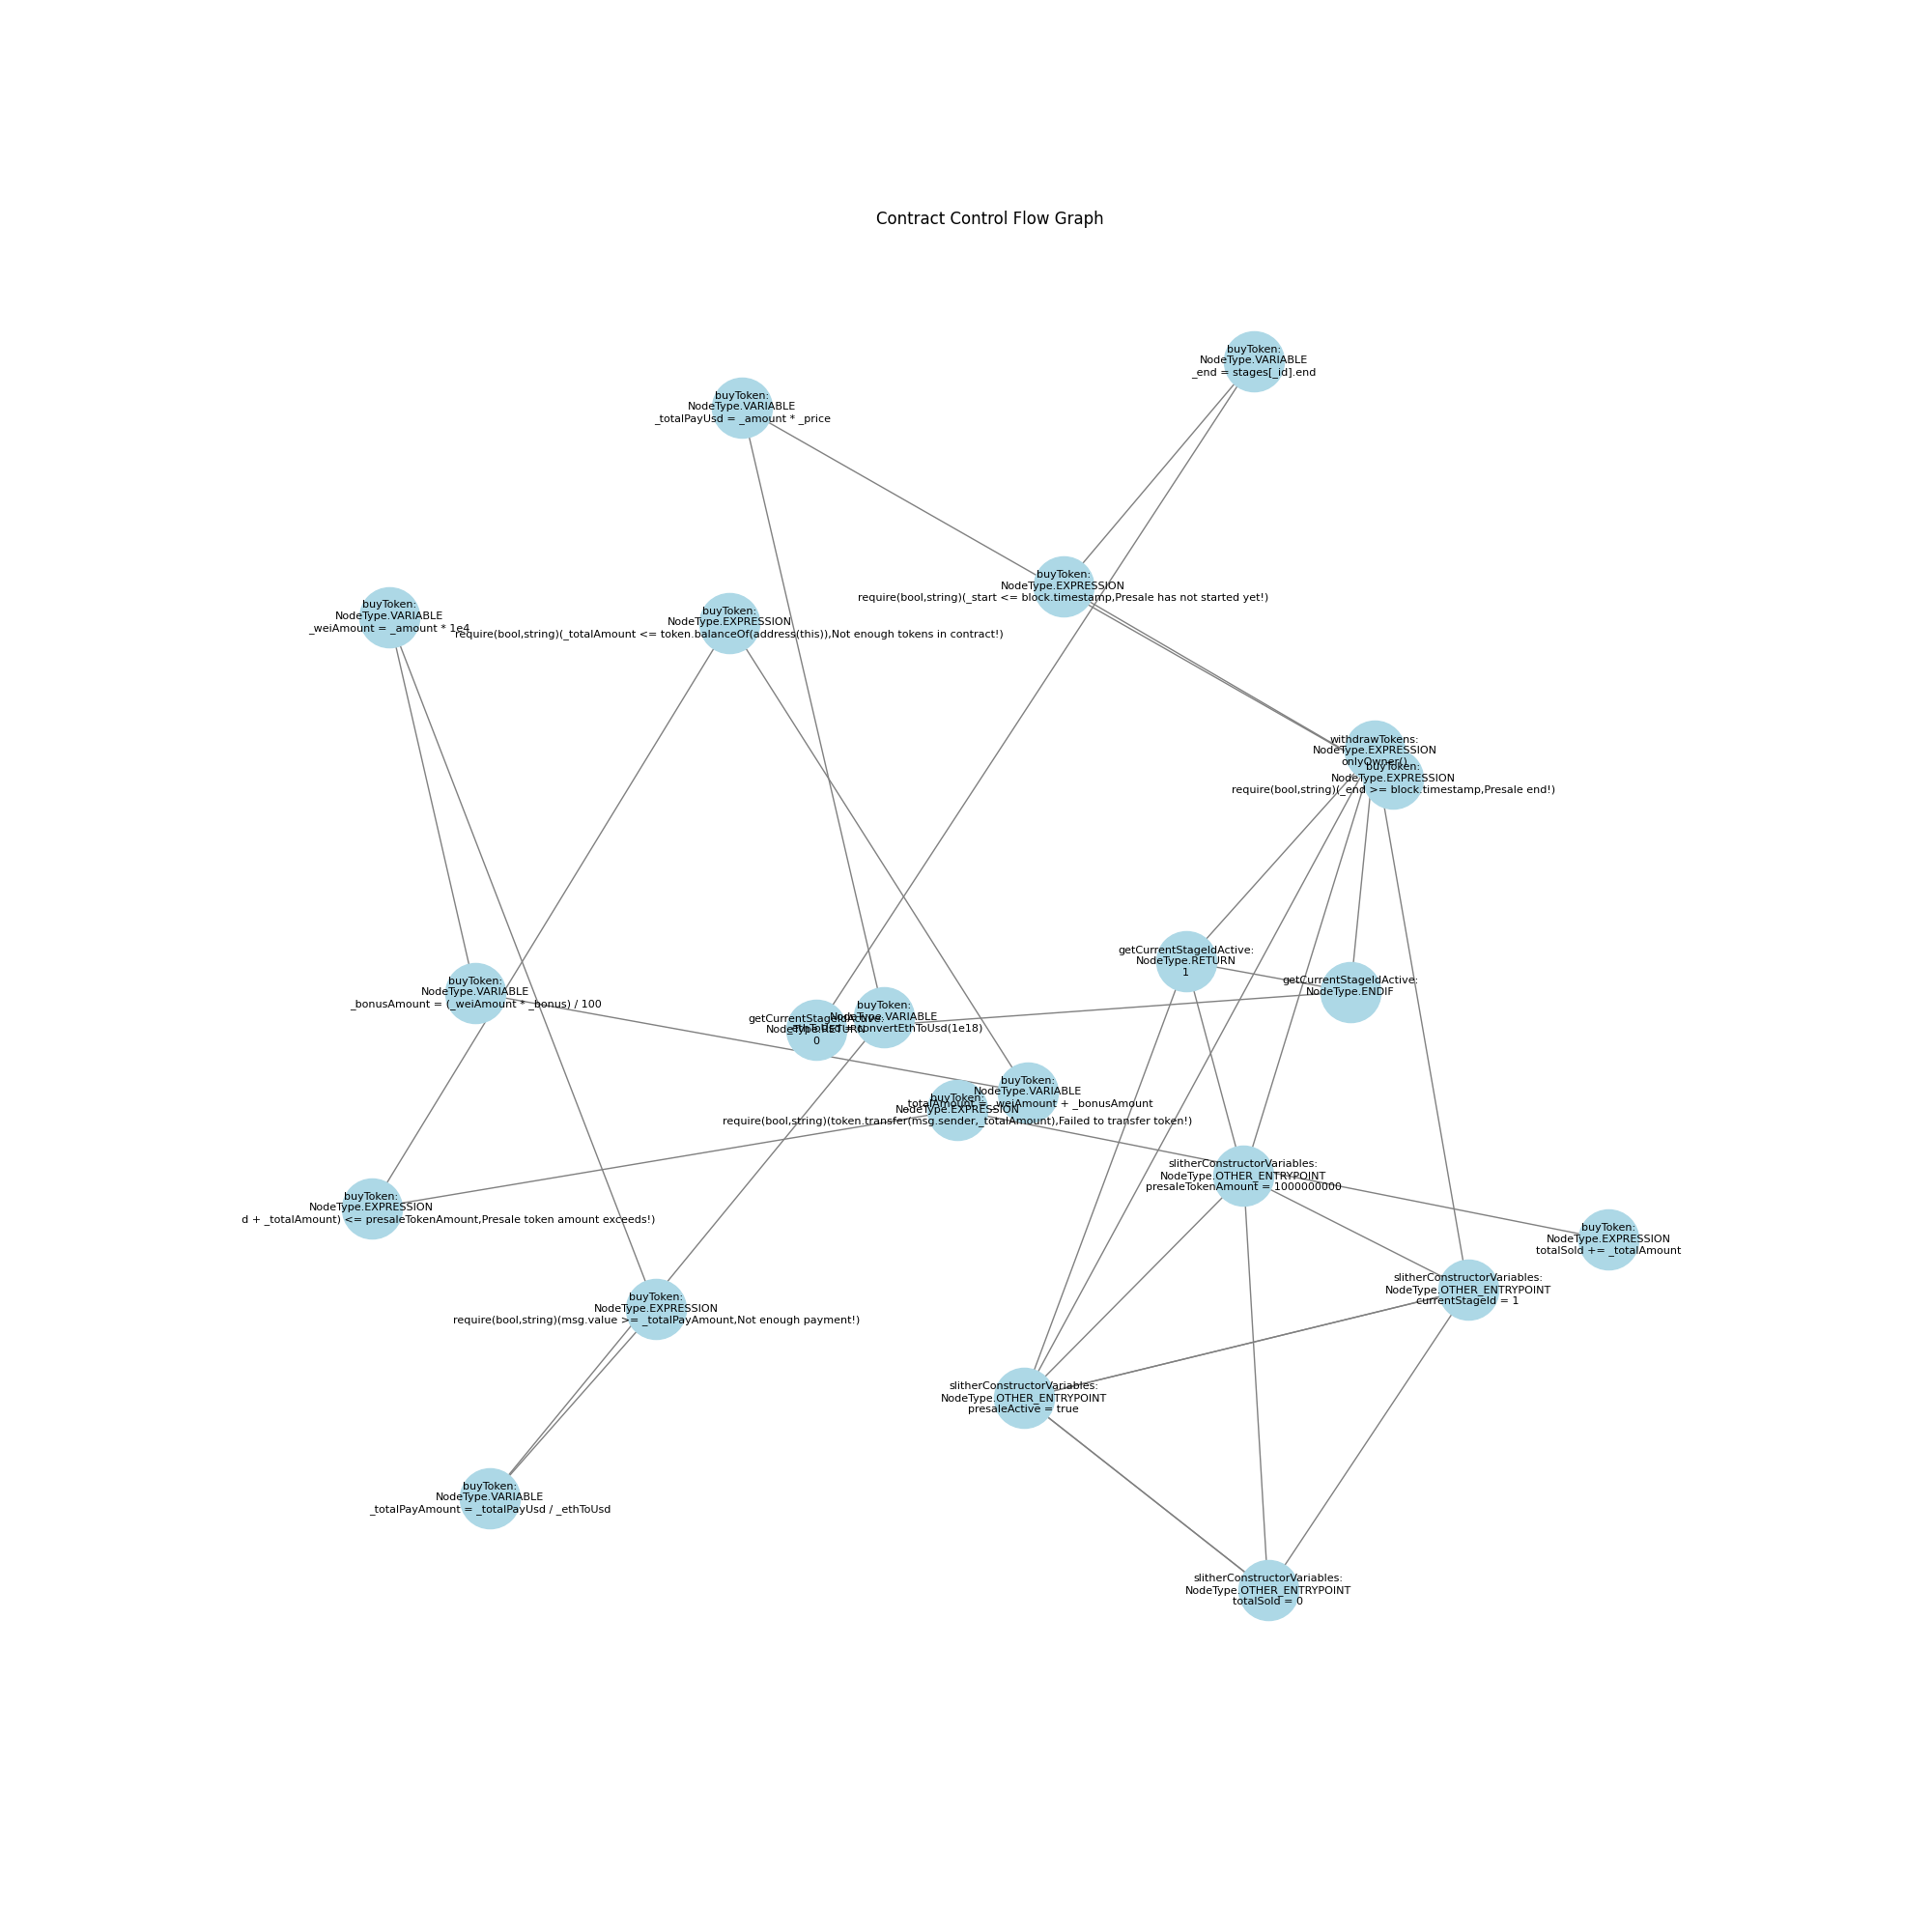 Contract Control Flow Graph
buyToken:
NodeType.VARIABLE
_end = stages[_id].end
buyToken:
NodeType.VARIABLE
_totalPayUsd = _amount * _price
buyToken:
NodeType.EXPRESSION
require(bool,string)(_start <= block.timestamp,Presale has not started yet!)
buyToken:
NodeType.VARIABLE
_weiAmount = _amount * 1e4
buyToken:
NodeType.EXPRESSION
require(bool,string)(_totalAmount <= token.balanceOf(address(this)),Not enough tokens in contract!)
withdrawTokens:
NodeType.EXPRESSION
onlyOwner()
buyToken:
NodeType.EXPRESSION
require(bool,string)(_end >= block.timestamp,Presale end!)
getCurrentStageIdActive:
NodeType.RETURN
1
getCurrentStageIdActive:
NodeType.ENDIF
buyToken:
NodeType.VARIABLE
_bonusAmount = (_weiAmount * _bonus) / 100
buyToken:
NodeType.VARIABLE
_ethToUsd = convertEthToUsd(1e18)
getCurrentStageIdActive:
NodeType.RETURN
0
buyToken:
NodeType.VARIABLE
_totalAmount = _weiAmount + _bonusAmount
buyToken:
NodeType.EXPRESSION
require(bool,string)(token.transfer(msg.sender,_totalAmount),Failed to transfer token!)
slitherConstructorVariables:
NodeType.OTHER_ENTRYPOINT
presaleTokenAmount = 1000000000
buyToken:
NodeType.EXPRESSION
d + _totalAmount) <= presaleTokenAmount,Presale token amount exceeds!)
buyToken:
NodeType.EXPRESSION
totalSold += _totalAmount
slitherConstructorVariables:
NodeType.OTHER_ENTRYPOINT
currentStageId = 1
buyToken:
NodeType.EXPRESSION
require(bool,string)(msg.value >= _totalPayAmount,Not enough payment!)
slitherConstructorVariables:
NodeType.OTHER_ENTRYPOINT
presaleActive = true
buyToken:
NodeType.VARIABLE
_totalPayAmount = _totalPayUsd / _ethToUsd
slitherConstructorVariables:
NodeType.OTHER_ENTRYPOINT
totalSold = 0